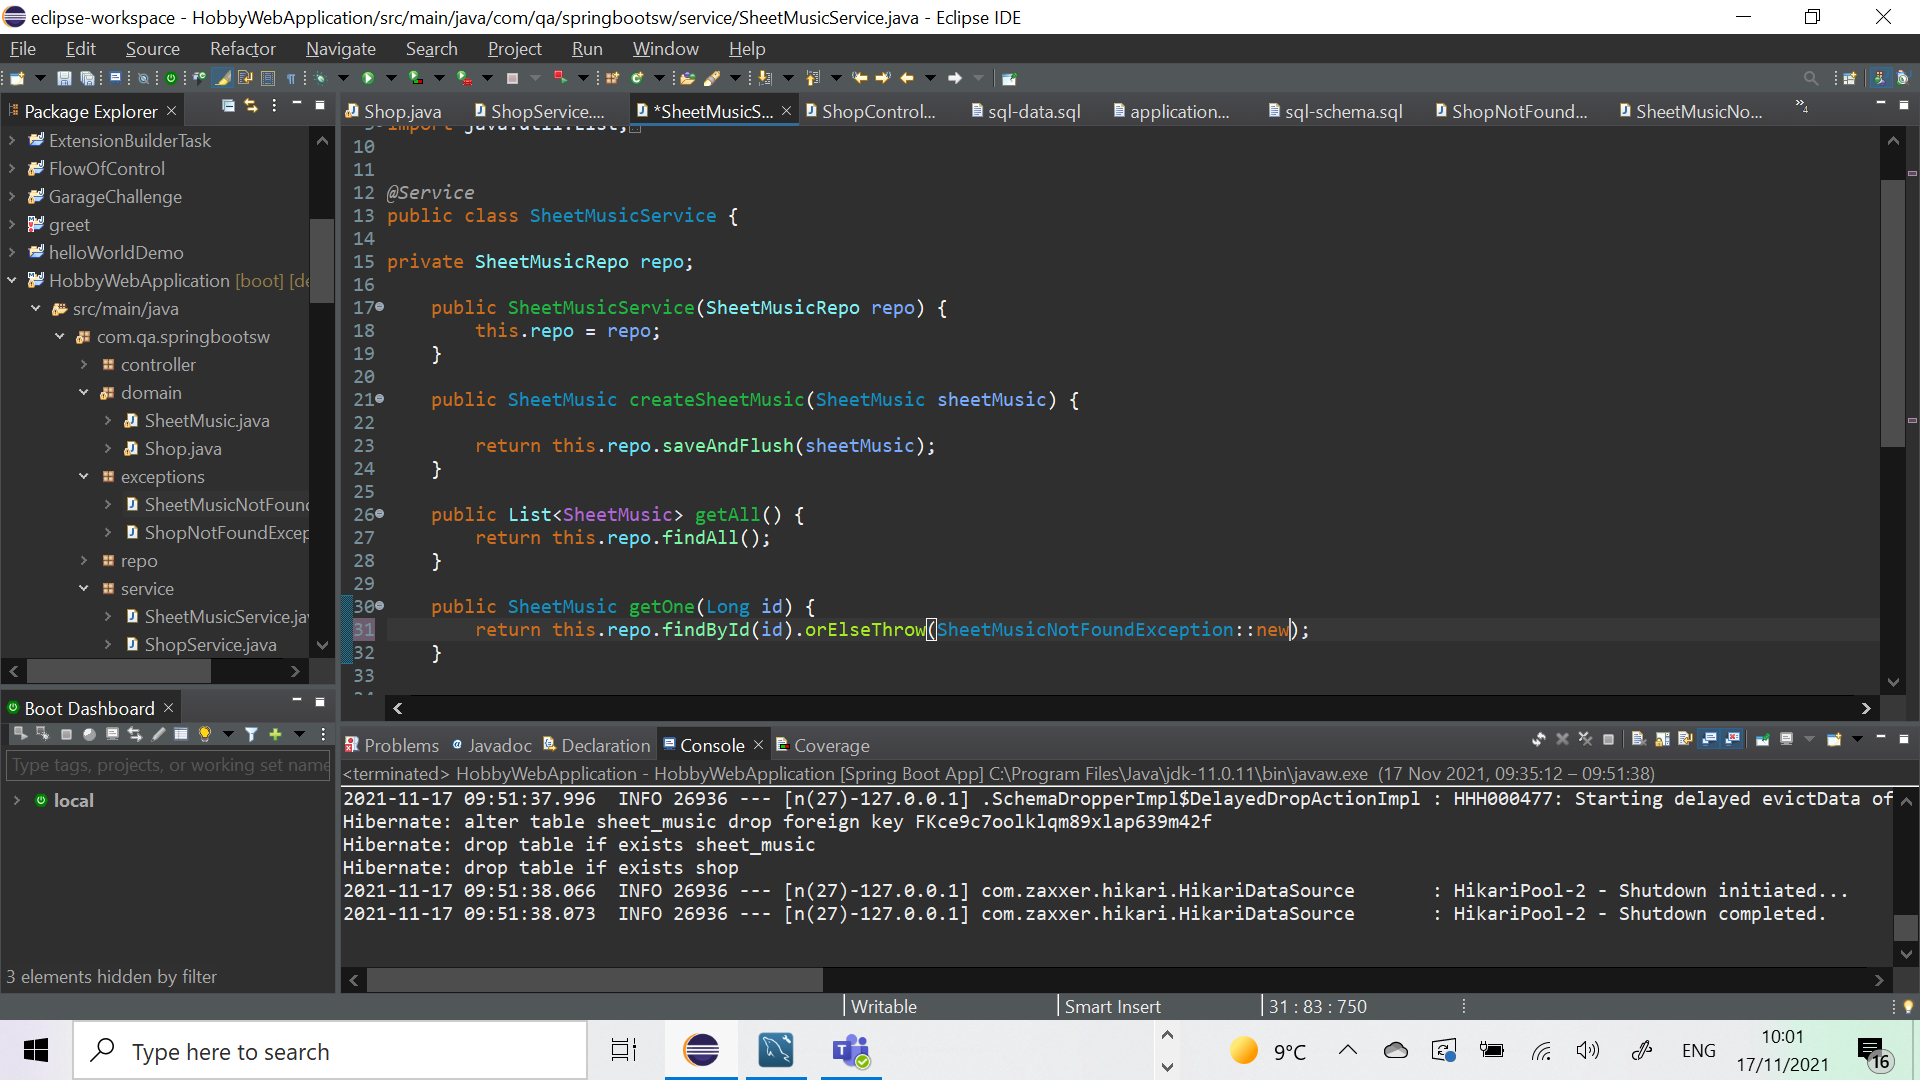 eclipse-workspace - HobbyWebApplication/src/main/java/com/qa/springbootsw/service/SheetMusicService.java - Eclipse IDE
File Edit Source Refactor Navigate Search Project Run Window Help
Package Explorer
Shop.java ShopService.... *SheetMusicS... ShopControl... sql-data.sql application... sql-schema.sql ShopNotFound... SheetMusicNo... 4
ExtensionBuilderTask
FlowOfControl
GarageChallenge
greet
helloWorldDemo
HobbyWebApplication [boot] [de
src/main/java
com.qa.springbootsw
controller
domain
SheetMusic.java
Shop.java
exceptions
SheetMusicNotFound
ShopNotFoundExcep
repo
service
SheetMusicService.ja
ShopService.java
9 import java.util.List;
10
11
12 @Service
13 public class SheetMusicService {
14
15 private SheetMusicRepo repo;
16
17 public SheetMusicService(SheetMusicRepo repo) {
18 this.repo = repo;
19 }
20
21 public SheetMusic createSheetMusic(SheetMusic sheetMusic) {
22
23 return this.repo.saveAndFlush(sheetMusic);
24 }
25
26 public List<SheetMusic> getAll() {
27 return this.repo.findAll();
28 }
29
30 public SheetMusic getOne(Long id) {
31 return this.repo.findById(id).orElseThrow(SheetMusicNotFoundException::new);
32 }
33
Boot Dashboard
Type tags, projects, or working set name
local
3 elements hidden by filter
Problems Javadoc Declaration Console Coverage
<terminated> HobbyWebApplication - HobbyWebApplication [Spring Boot App] C:\Program Files\Java\jdk-11.0.11\bin\javaw.exe (17 Nov 2021, 09:35:12 – 09:51:38)
2021-11-17 09:51:37.996 INFO 26936 --- [n(27)-127.0.0.1] .SchemaDropperImpl$DelayedDropActionImpl : HHH000477: Starting delayed evictData of
Hibernate: alter table sheet_music drop foreign key FKce9c7oolklqm89xlap639m42f
Hibernate: drop table if exists sheet_music
Hibernate: drop table if exists shop
2021-11-17 09:51:38.066 INFO 26936 --- [n(27)-127.0.0.1] com.zaxxer.hikari.HikariDataSource : HikariPool-2 - Shutdown initiated...
2021-11-17 09:51:38.073 INFO 26936 --- [n(27)-127.0.0.1] com.zaxxer.hikari.HikariDataSource : HikariPool-2 - Shutdown completed.
Writable Smart Insert 31 : 83 : 750
Type here to search
9°C
ENG
10:01
17/11/2021
16